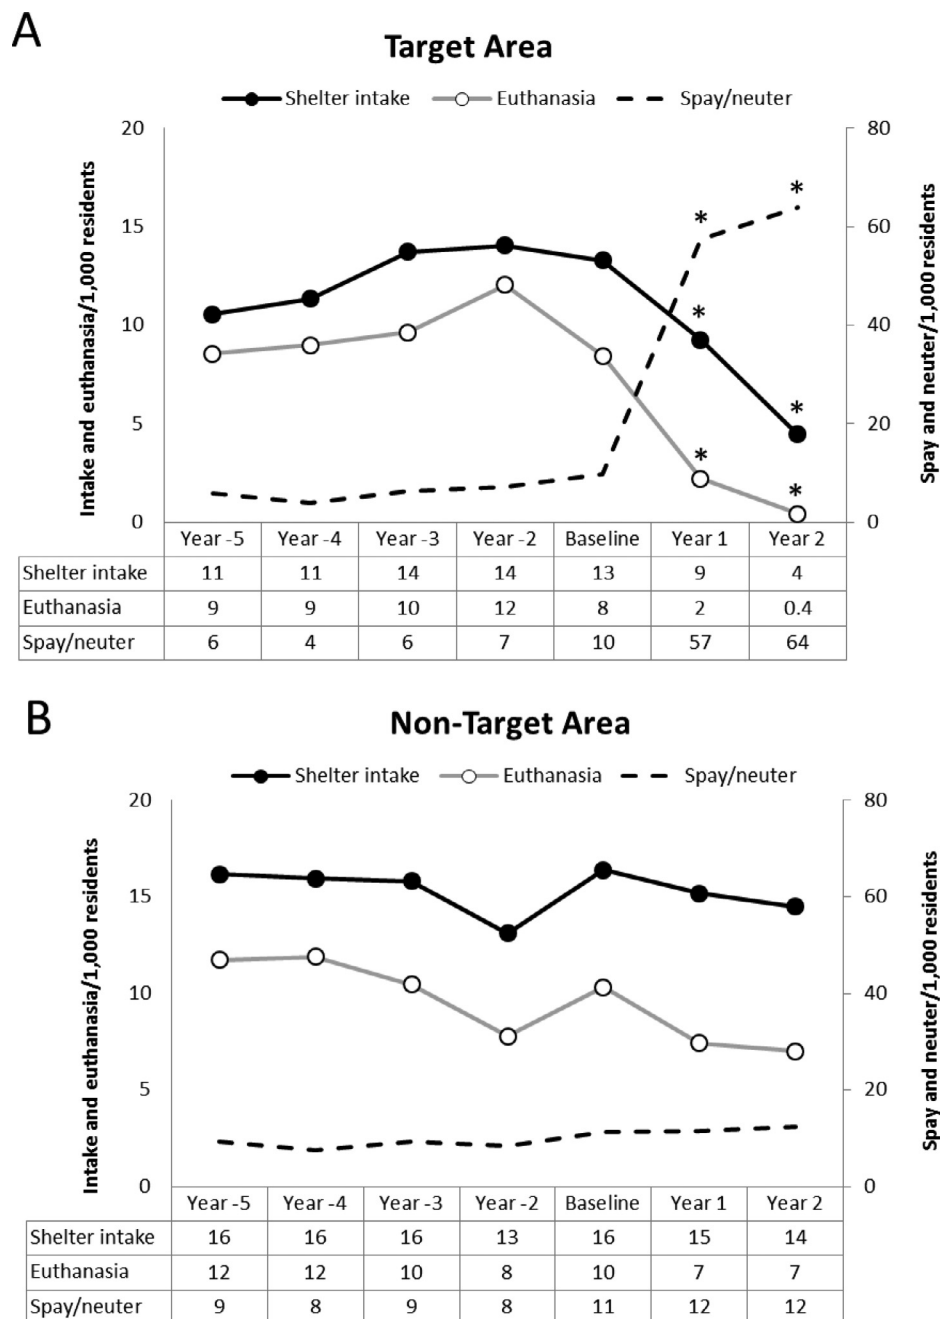 A
Target Area
Shelter intake Euthanasia Spay/neuter
Intake and euthanasia/1,000 residents
20
15
10
5
0
80
60
40
20
0
Spay and neuter/1,000 residents
* *
* *
* *
Year -5 Year -4 Year -3 Year -2 Baseline Year 1 Year 2
Shelter intake 11 11 14 14 13 9 4
Euthanasia 9 9 10 12 8 2 0.4
Spay/neuter 6 4 6 7 10 57 64
B
Non-Target Area
Shelter intake Euthanasia Spay/neuter
Intake and euthanasia/1,000 residents
20
15
10
5
0
80
60
40
20
0
Spay and neuter/1,000 residents
Year -5 Year -4 Year -3 Year -2 Baseline Year 1 Year 2
Shelter intake 16 16 16 13 16 15 14
Euthanasia 12 12 10 8 10 7 7
Spay/neuter 9 8 9 8 11 12 12